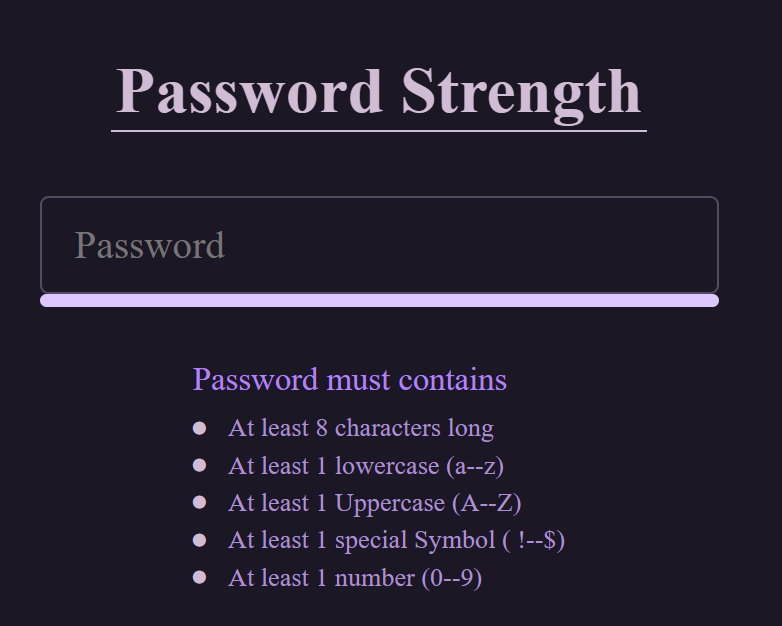 Password Strength
Password
Password must contains
At least 8 characters long
At least 1 lowercase (a--z)
At least 1 Uppercase (A--Z)
At least 1 special Symbol ( !--$)
At least 1 number (0--9)